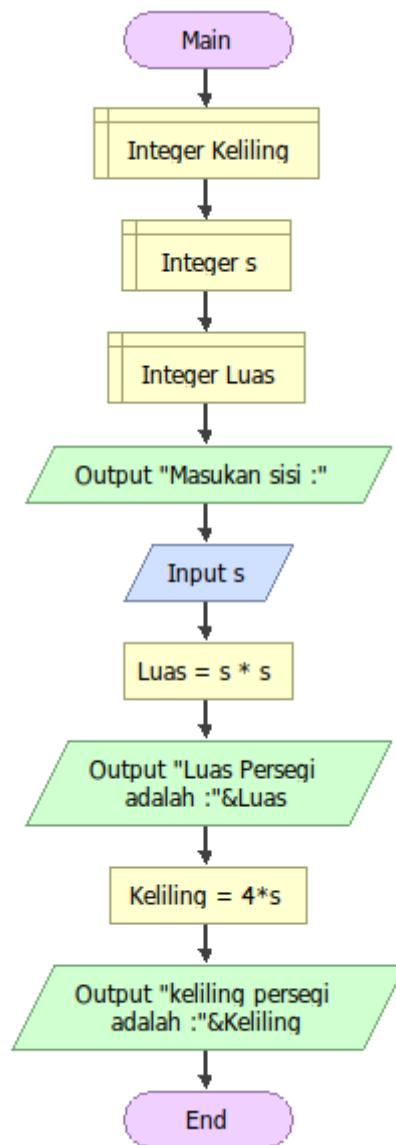 Main
Integer Keliling
Integer s
Integer Luas
Output "Masukan sisi :"
Input s
Luas = s * s
Output "Luas Persegi
adalah :"&Luas
Keliling = 4*s
Output "keliling persegi
adalah :"&Keliling
End